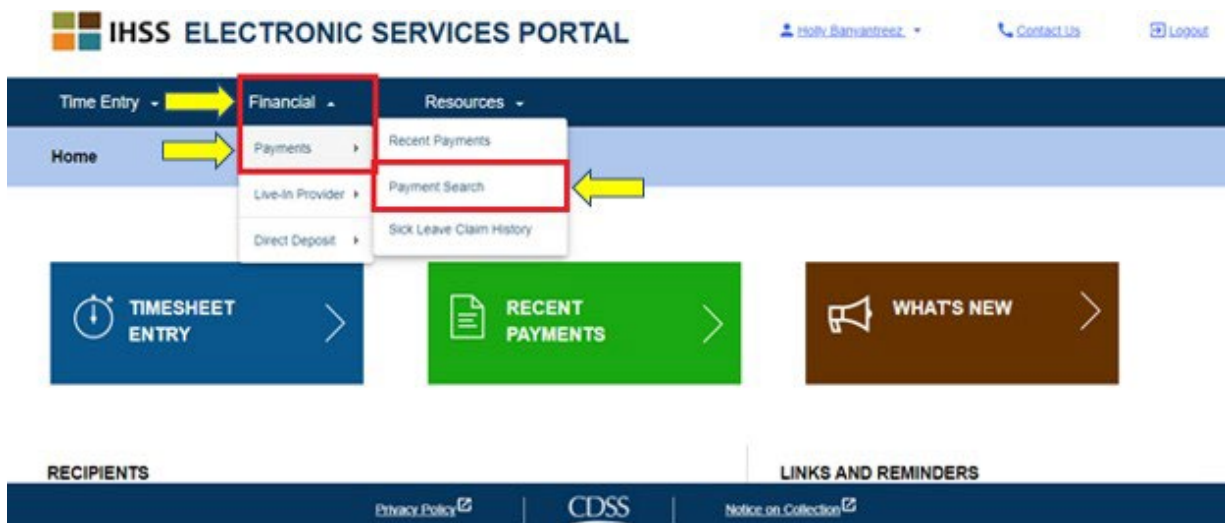 IHSS ELECTRONIC SERVICES PORTAL
Holly Banyantreez
Contact Us
Logout
Time Entry
Financial
Resources
Home
Payments
Recent Payments
Live-In Provider
Payment Search
Direct Deposit
Sick Leave Claim History
TIMESHEET
ENTRY
RECENT
PAYMENTS
WHAT'S NEW
RECIPIENTS
LINKS AND REMINDERS
Privacy Policy
CDSS
Notice on Collection